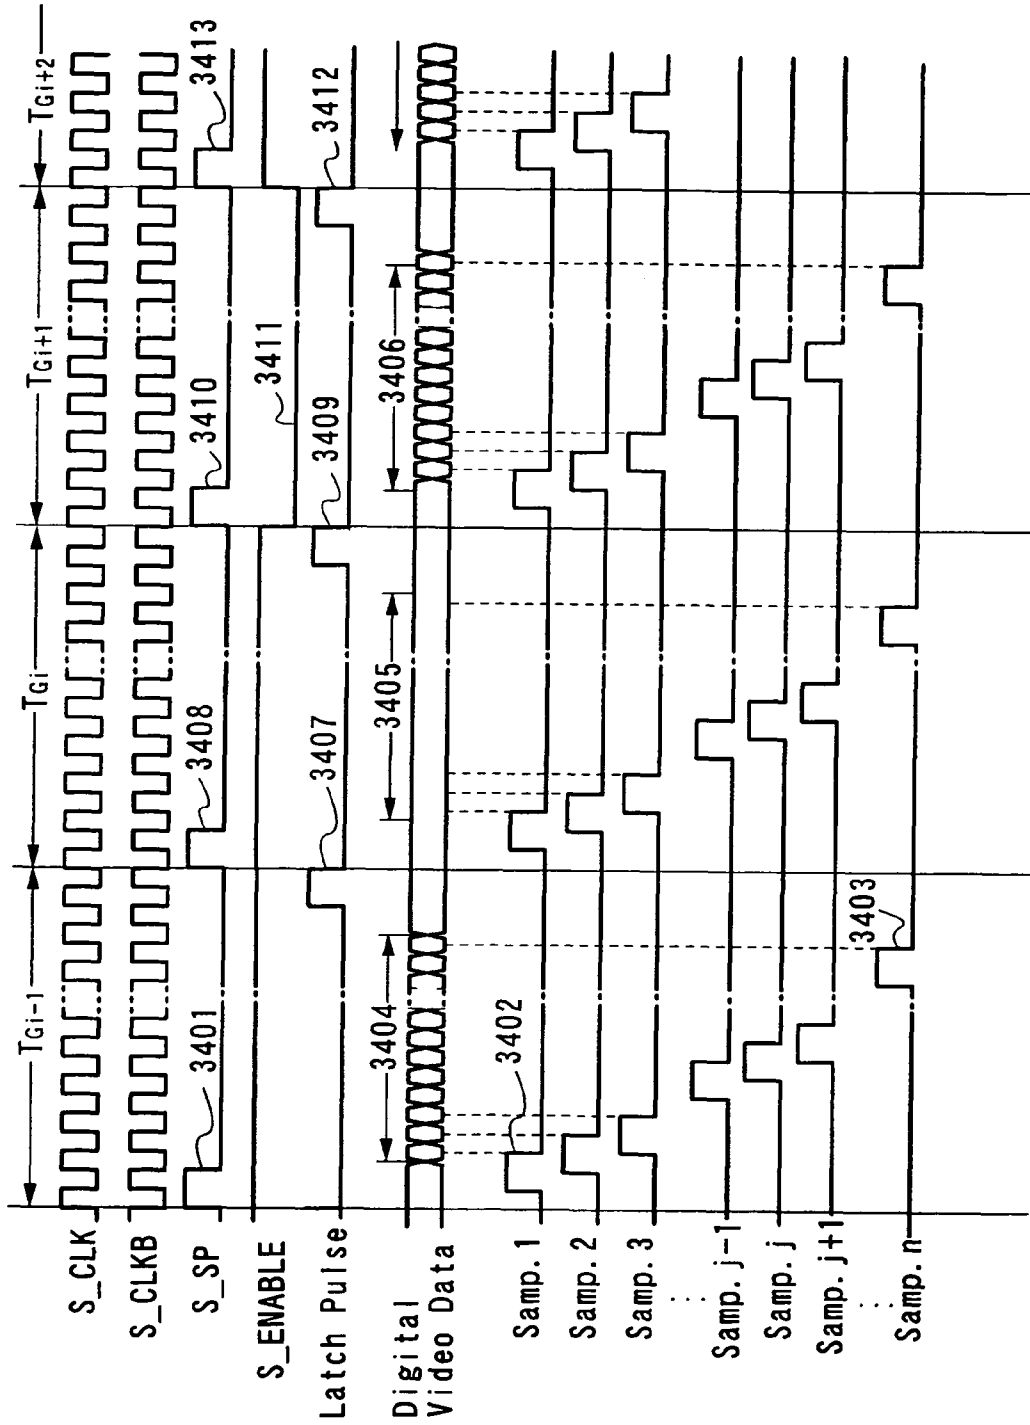 TGi-1
TGi
TGi+1
TGi+2
S_CLK
S_CLKB
S_SP
3401
3408
3410
3413
S_ENABLE
3411
Latch Pulse
3407
3409
3412
Digital
Video Data
3404
3405
3406
Samp.1
3402
Samp.2
Samp.3
Samp.j-1
Samp.j
Samp.j+1
Samp.n
3403